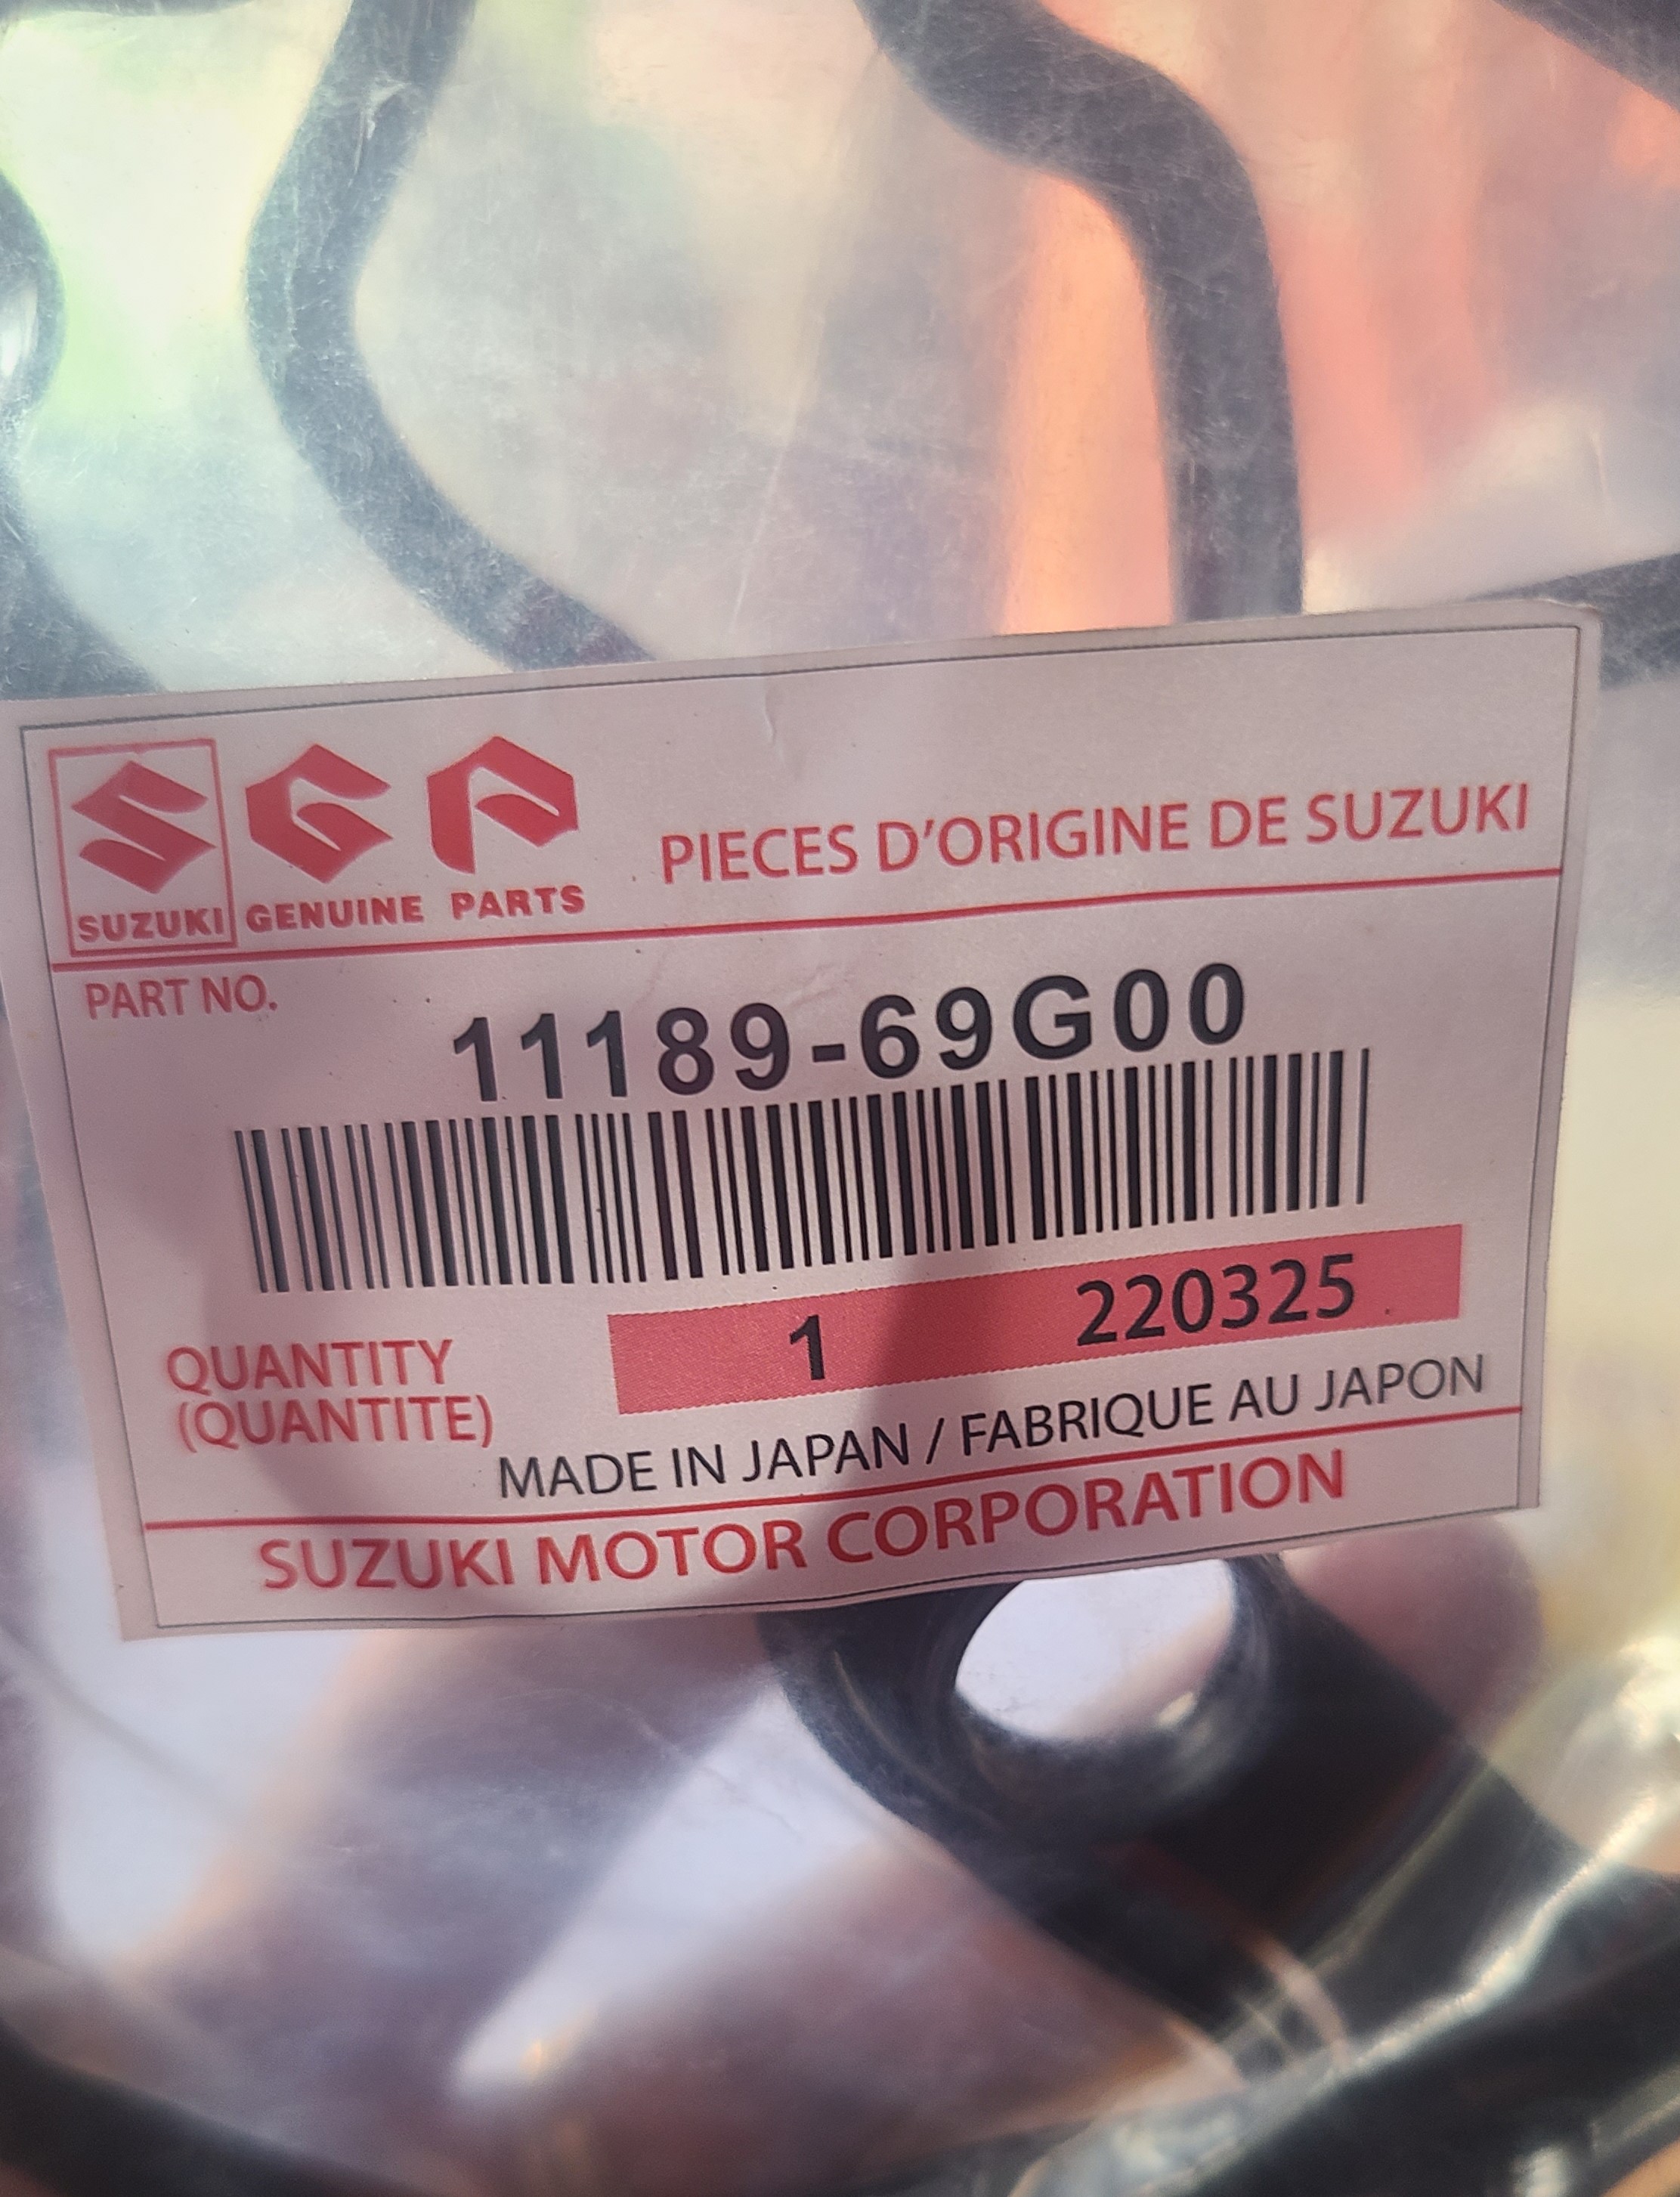 SGP
SUZUKI GENUINE PARTS
PIECES D'ORIGINE DE SUZUKI
PART NO.
11189-69G00
QUANTITY
(QUANTITE)
1 220325
MADE IN JAPAN / FABRIQUE AU JAPON
SUZUKI MOTOR CORPORATION